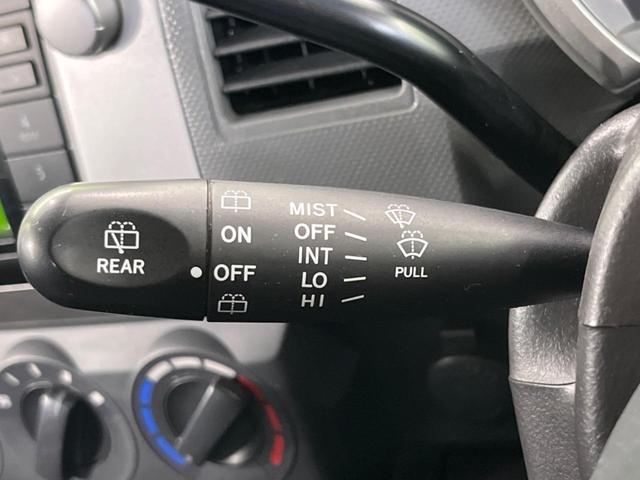 REAR
ON
OFF
MIST
OFF
INT
LO
HI
PULL